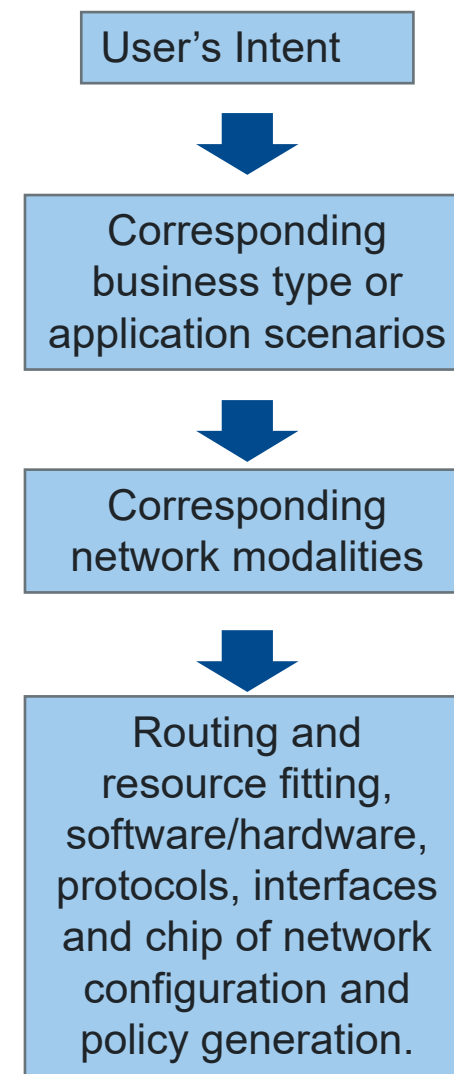 User’s Intent
Corresponding
business type or
application scenarios
Corresponding
network modalities
Routing and
resource fitting,
software/hardware,
protocols, interfaces
and chip of network
configuration and
policy generation.